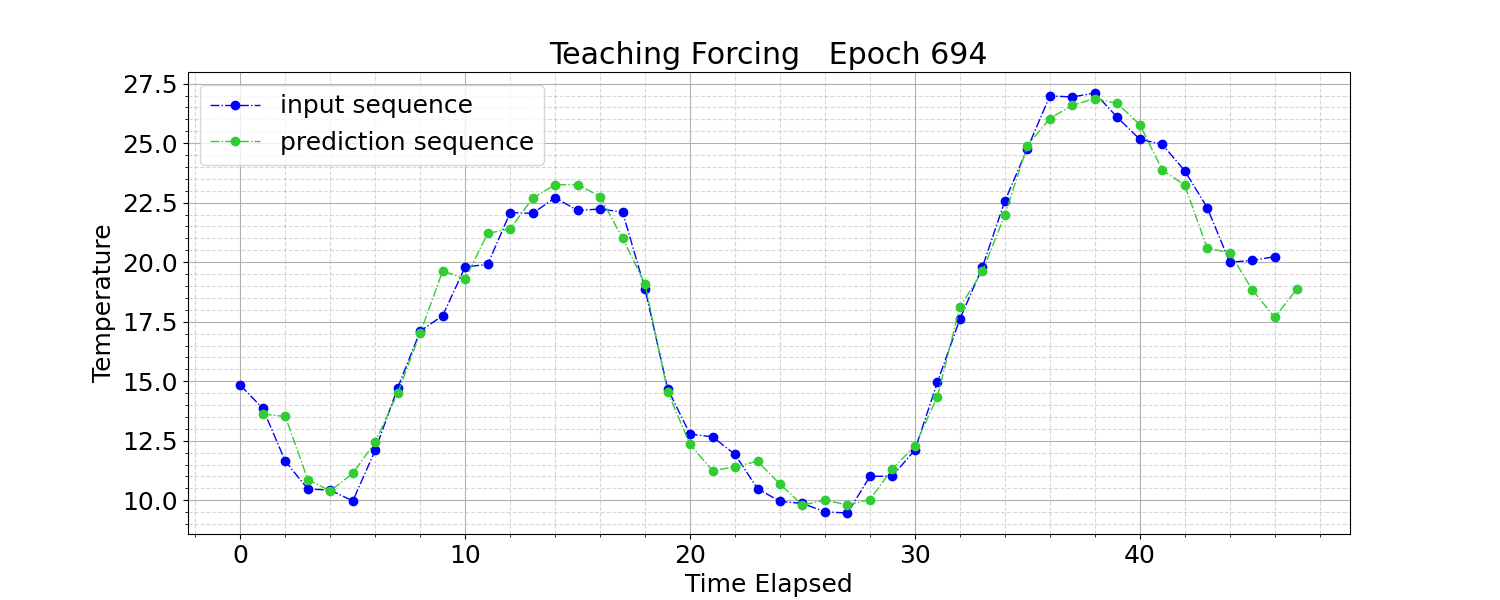 Teaching Forcing   Epoch 694
27.5
25.0
22.5
20.0
17.5
15.0
12.5
10.0
Temperature
input sequence
prediction sequence
0 10 20 30 40
Time Elapsed